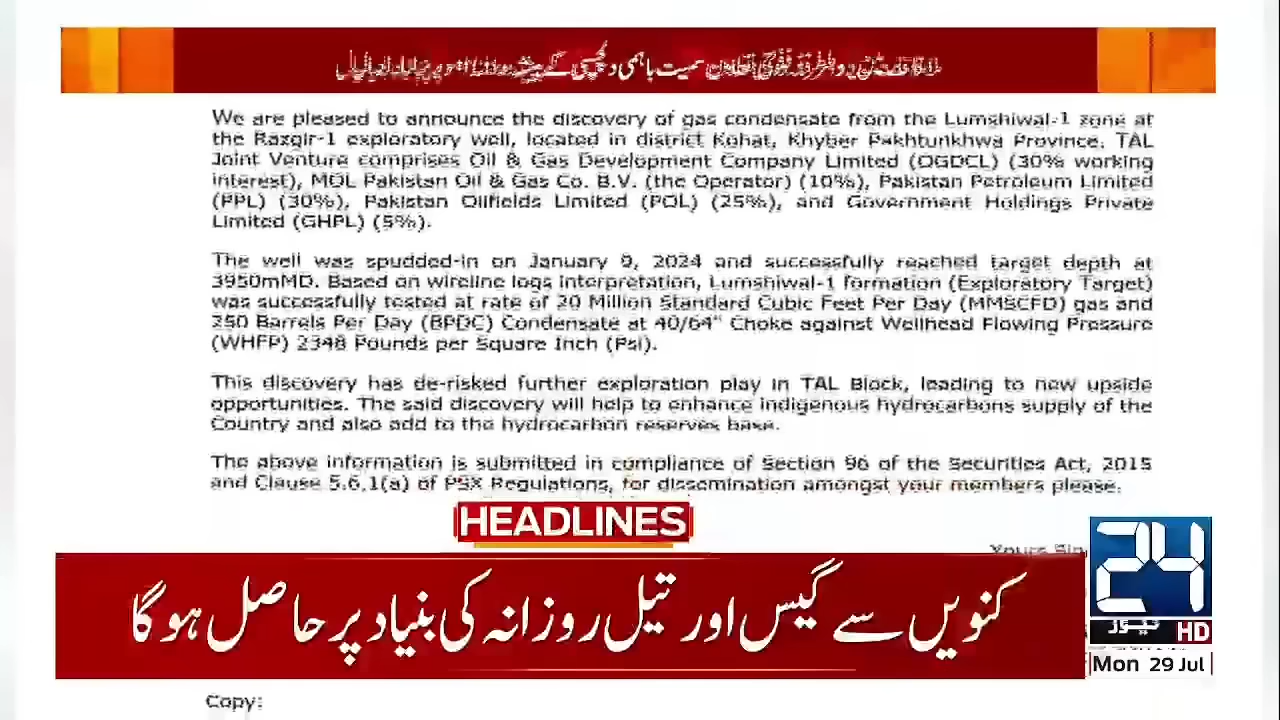 سمیت باہمی دلچسپی کے
We are pleased to announce the discovery of gas condensate from the Lumshiwal-1 zone at
the Razgir-1 exploratory well, located in district Kohat, Khyber Pakhtunkhwa Province. TAL
Joint Venture comprises Oil & Gas Development Company Limited (OGDCL) (30% working
interest), MOL Pakistan Oil & Gas Co. B.V. (the Operator) (10%), Pakistan Petroleum Limited
(PPL) (30%), Pakistan Oilfields Limited (POL) (25%), and Government Holdings Private
Limited (GHPL) (5%).
The well was spudded-in on January 9, 2024 and successfully reached target depth at
3950mMD. Based on wireline logs interpretation, Lumshiwal-1 formation (Exploratory Target)
was successfully tested at rate of 20 Million Standard Cubic Feet Per Day (MMSCFD) gas and
250 Barrels Per Day (BPDC) Condensate at 40/64" Choke against Wellhead Flowing Pressure
(WHFP) 2348 Pounds per Square Inch (Psi).
This discovery has de-risked further exploration play in TAL Block, leading to new upside
opportunities. The said discovery will help to enhance indigenous hydrocarbons supply of the
Country and also add to the hydrocarbon reserves base.
The above information is submitted in compliance of Section 96 of the Securities Act, 2015
and Clause 5.6.1(a) of PSX Regulations, for dissemination amongst your members please.
HEADLINES
Yours
24
کنویں سے گیس اور تیل روزانہ کی بنیاد پر حاصل ہوگا
نیوز HD
Mon 29 Jul
Copy: